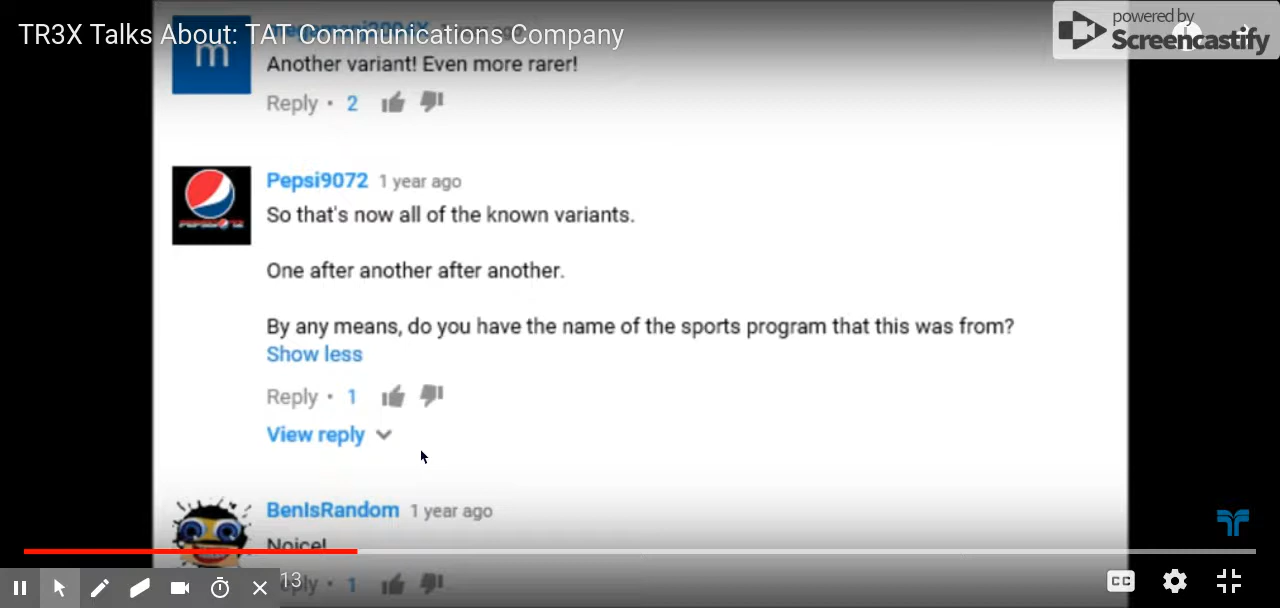 TR3X Talks About: TAT Communications Company
powered by
Screencastify
m
Another variant! Even more rarer!
Reply • 2
Pepsi9072 1 year ago
So that's now all of the known variants.
One after another after another.
By any means, do you have the name of the sports program that this was from?
Show less
Reply • 1
View reply
BenIsRandom 1 year ago
Noice!
13
Reply • 1
CC